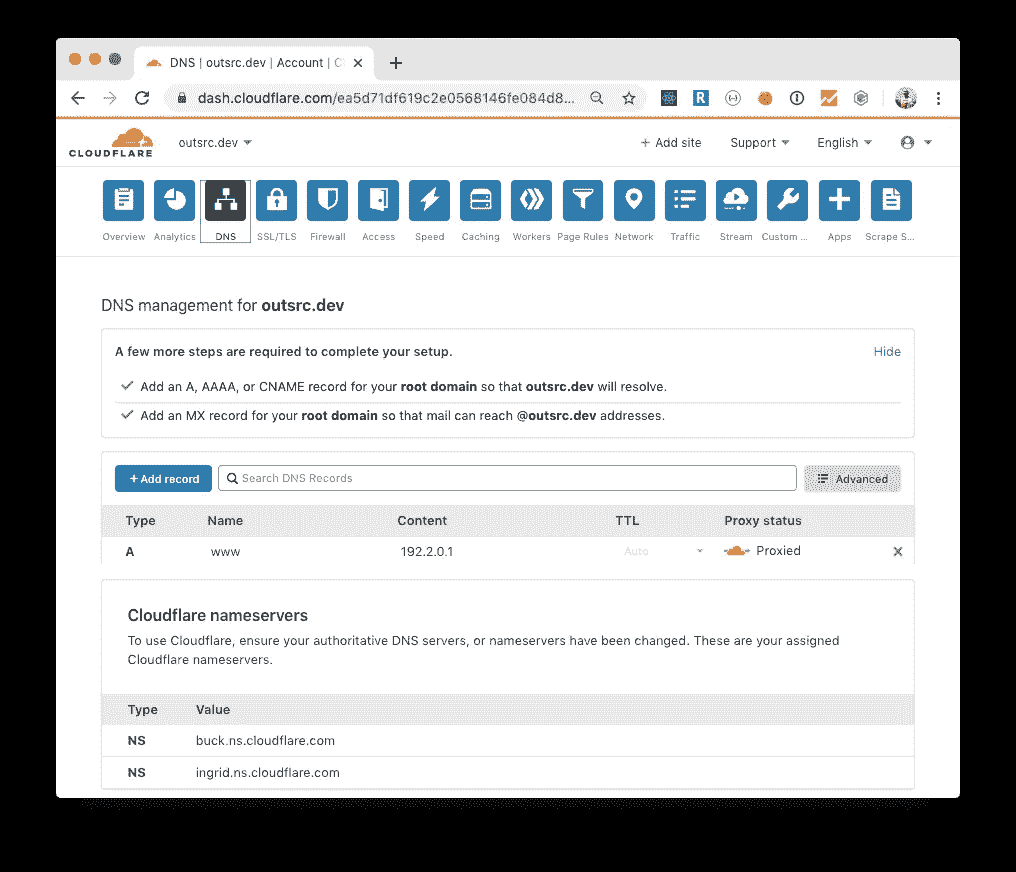 DNS | outsrc.dev | Account | C
dash.cloudflare.com/ea5d71df619c2e0568146fe084d8...
CLOUDFLARE
outsrc.dev
+ Add site
Support
English
Overview
Analytics
DNS
SSL/TLS
Firewall
Access
Speed
Caching
Workers
Page Rules
Network
Traffic
Stream
Custom ...
Apps
Scrape S...
DNS management for outsrc.dev
A few more steps are required to complete your setup.
Hide
Add an A, AAAA, or CNAME record for your root domain so that outsrc.dev will resolve.
Add an MX record for your root domain so that mail can reach @outsrc.dev addresses.
+ Add record
Search DNS Records
Advanced
Type Name Content TTL Proxy status
A www 192.2.0.1 Auto Proxied
Cloudflare nameservers
To use Cloudflare, ensure your authoritative DNS servers, or nameservers have been changed. These are your assigned
Cloudflare nameservers.
Type Value
NS buck.ns.cloudflare.com
NS ingrid.ns.cloudflare.com